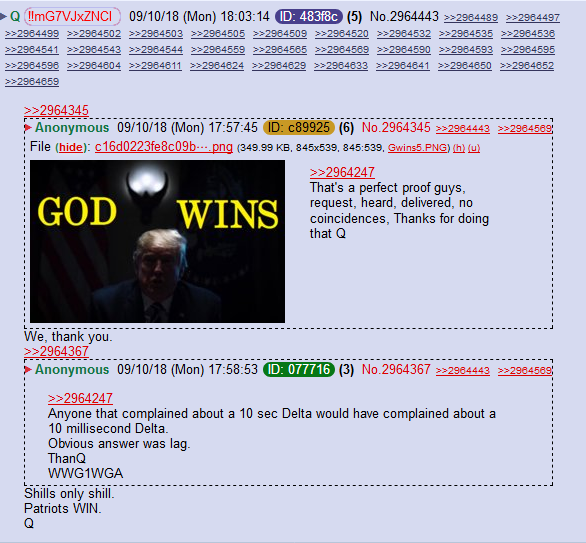 Q !!mG7VJxZNCI 09/10/18 (Mon) 18:03:14 ID: 483f8c (5) No.2964443 >>2964489 >>2964497
>>2964499 >>2964502 >>2964503 >>2964505 >>2964509 >>2964520 >>2964532 >>2964535 >>2964536
>>2964541 >>2964543 >>2964544 >>2964559 >>2964565 >>2964569 >>2964590 >>2964593 >>2964595
>>2964596 >>2964604 >>2964611 >>2964624 >>2964629 >>2964633 >>2964641 >>2964650 >>2964652
>>2964659
>>2964345
Anonymous 09/10/18 (Mon) 17:57:45 ID: c89925 (6) No.2964345 >>2964443 >>2964569
File (hide): c16d0223fe8c09b⋯.png (349.99 KB, 845x539, 845:539, Gwins5.PNG) (h) (u)
GOD WINS
>>2964247
That's a perfect proof guys,
request, heard, delivered, no
coincidences, Thanks for doing
that Q
We, thank you.
>>2964367
Anonymous 09/10/18 (Mon) 17:58:53 ID: 077716 (3) No.2964367 >>2964443 >>2964569
>>2964247
Anyone that complained about a 10 sec Delta would have complained about a
10 millisecond Delta.
Obvious answer was lag.
ThanQ
WWG1WGA
Shills only shill.
Patriots WIN.
Q